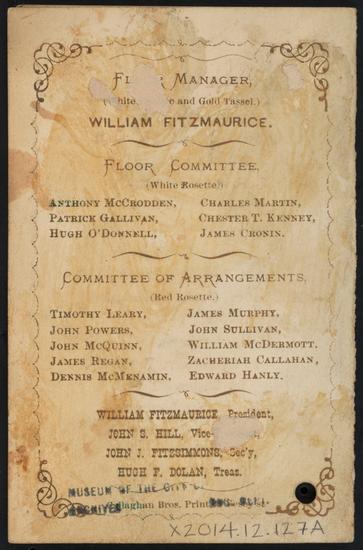 Manager,
and Gold Tassel.)
WILLIAM FITZMAURICE.
Floor Committee,
(White Rosette.)
Anthony McCrodden, Charles Martin,
Patrick Gallivan, Chester T. Kenney,
Hugh O'Donnell, James Cronin.
Committee of Arrangements,
(Red Rosette.)
Timothy Leary, James Murphy,
John Powers, John Sullivan,
John McQuinn, William McDermott.
James Regan, Zacheriah Callahan,
Dennis McMenamin, Edward Hanly.
WILLIAM FITZMAURICE, President,
JOHN S. HILL, Vice-
JOHN J. FITZSIMMONS, Sec'y,
HUGH F. DOLAN, Treas.
MUSEUM OF THE CITY
ARCHIVES Bros. Print
X2014.12.127A